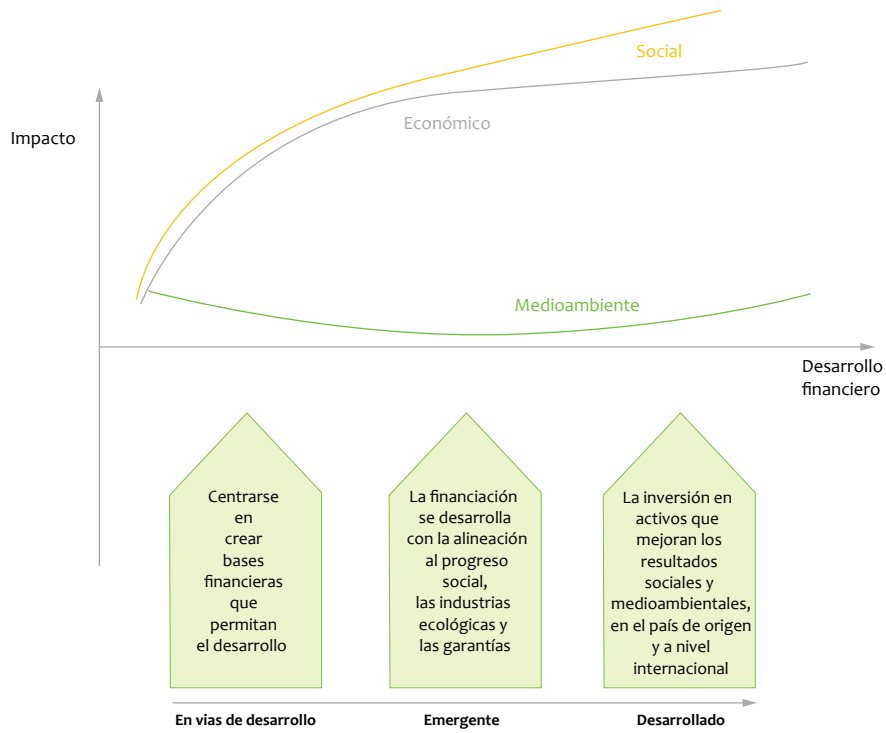 Social
Económico
Impacto
Medioambiente
Desarrollo
financiero
Centrarse
en
crear
bases
financieras
que
permitan
el desarrollo
La financiación
se desarrolla
con la alineación
al progreso
social,
las industrias
ecológicas y
las garantías
La inversión en
activos que
mejoran los
resultados
sociales y
medioambientales,
en el país de origen
y a nivel
internacional
En vias de desarrollo
Emergente
Desarrollado